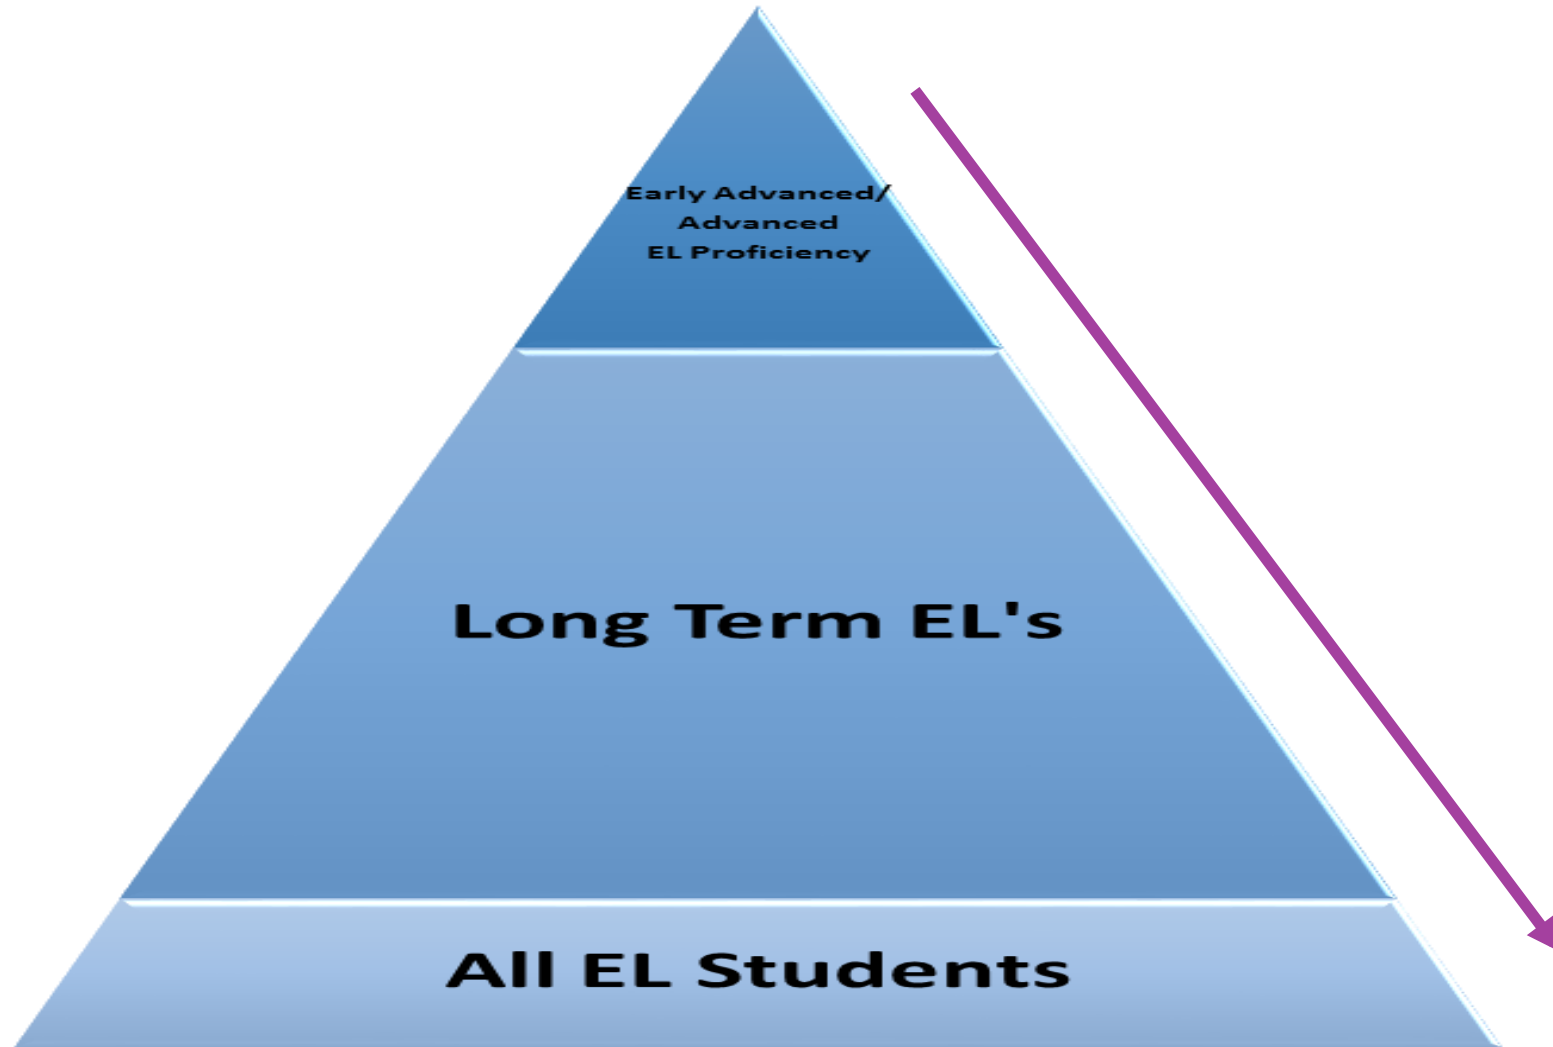 Early Advanced/
Advanced
EL Proficiency
Long Term EL's
All EL Students